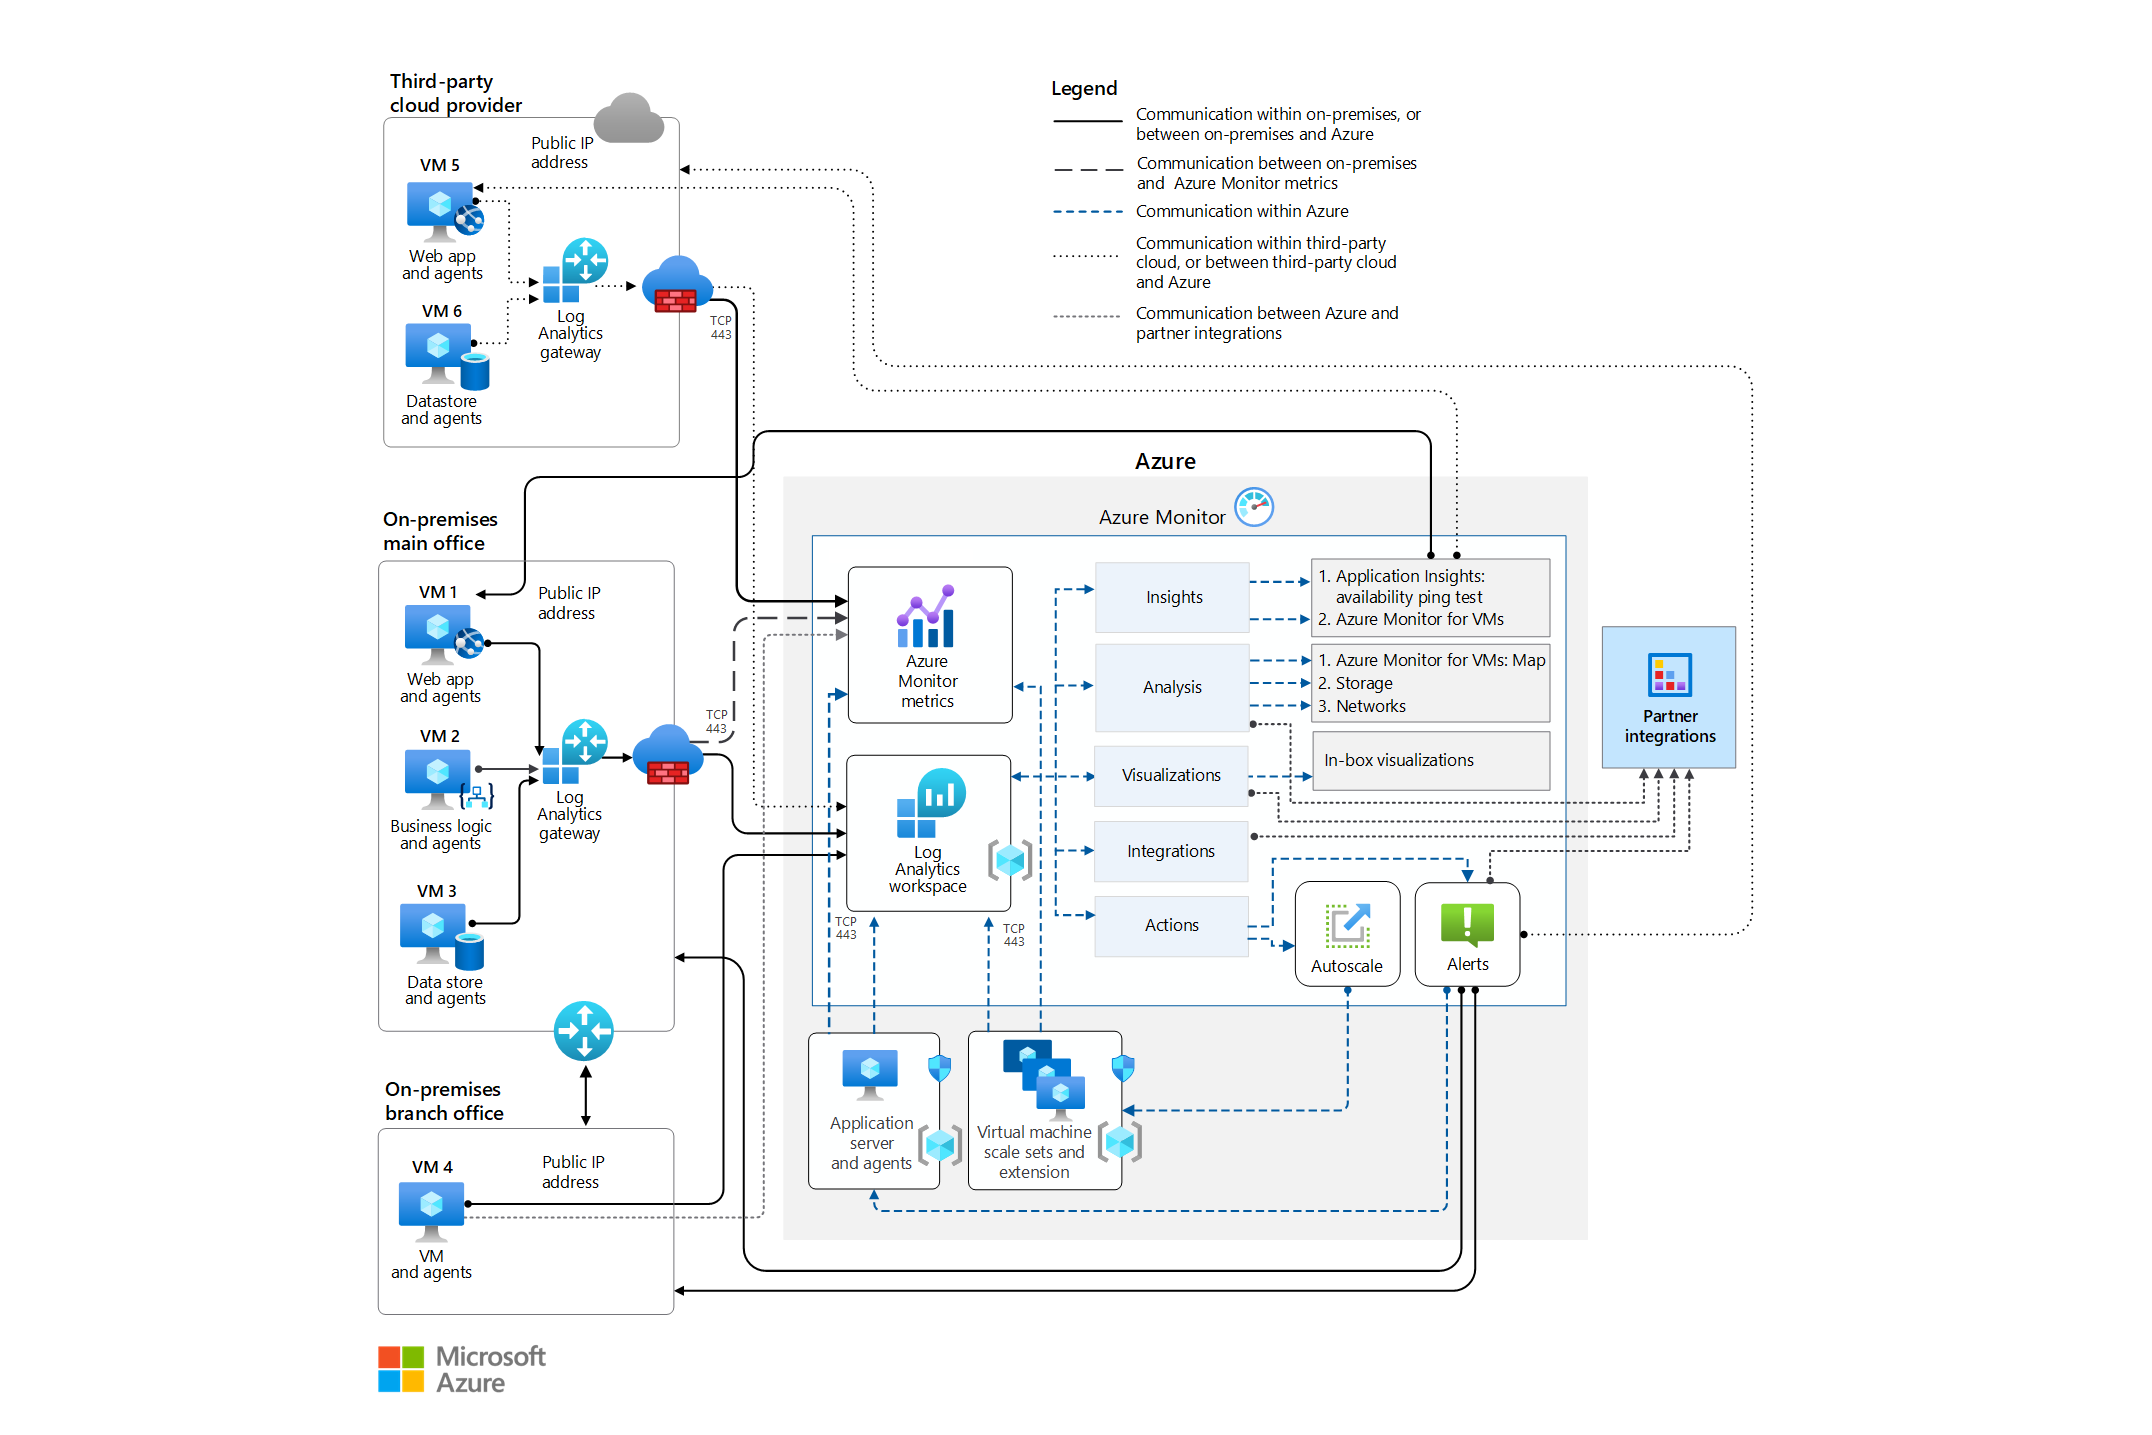 Third-party
cloud provider
Public IP
address
VM 5
Web app
and agents
VM 6
Datastore
and agents
Log
Analytics
gateway
TCP
443
Legend
Communication within on-premises, or
between on-premises and Azure
Communication between on-premises
and Azure Monitor metrics
Communication within Azure
Communication within third-party
cloud, or between third-party cloud
and Azure
Communication between Azure and
partner integrations
On-premises
main office
VM 1
Public IP
address
Web app
and agents
VM 2
Business logic
and agents
Log
Analytics
gateway
TCP
443
VM 3
Data store
and agents
On-premises
branch office
VM 4
Public IP
address
VM
and agents
Azure
Azure Monitor
Azure
Monitor
metrics
Log
Analytics
workspace
TCP
443
TCP
443
Insights
1. Application Insights:
availability ping test
2. Azure Monitor for VMs
Analysis
1. Azure Monitor for VMs: Map
2. Storage
3. Networks
Visualizations
In-box visualizations
Integrations
Actions
Autoscale
Alerts
Partner
integrations
Application
server
and agents
Virtual machine
scale sets and
extension
Microsoft
Azure